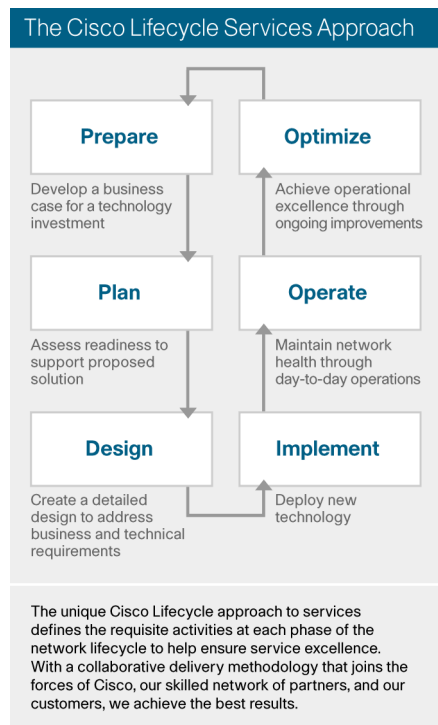 The Cisco Lifecycle Services Approach
Prepare
Develop a business
case for a technology
investment
Plan
Assess readiness to
support proposed
solution
Design
Create a detailed
design to address
business and technical
requirements
Implement
Deploy new
technology
Operate
Maintain network
health through
day-to-day operations
Optimize
Achieve operational
excellence through
ongoing improvements
The unique Cisco Lifecycle approach to services
defines the requisite activities at each phase of the
network lifecycle to help ensure service excellence.
With a collaborative delivery methodology that joins the
forces of Cisco, our skilled network of partners, and our
customers, we achieve the best results.